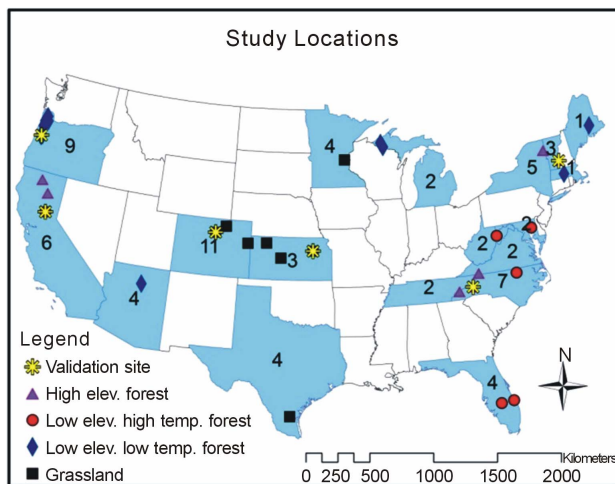 Study Locations
9
6
4
11
3
4
4
2
2
2
2
2
7
4
5
3
1
1
N
Legend
Validation site
High elev. forest
Low elev. high temp. forest
Low elev. low temp. forest
Grassland
Kilometers
0 250 500 1000 1500 2000